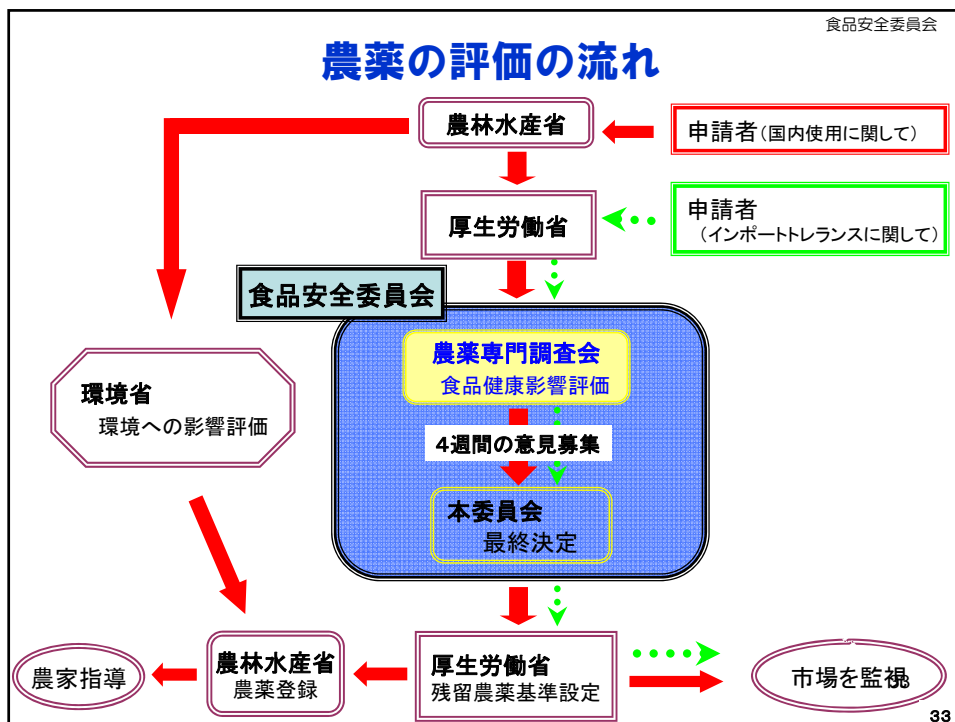 食品安全委員会
農薬の評価の流れ
農林水産省
申請者(国内使用に関して)
厚生労働省
申請者
(インポートトレランスに関して)
食品安全委員会
農薬専門調査会
食品健康影響評価
4週間の意見募集
本委員会
最終決定
環境省
環境への影響評価
農家指導
農林水産省
農薬登録
厚生労働省
残留農薬基準設定
市場を監視
33